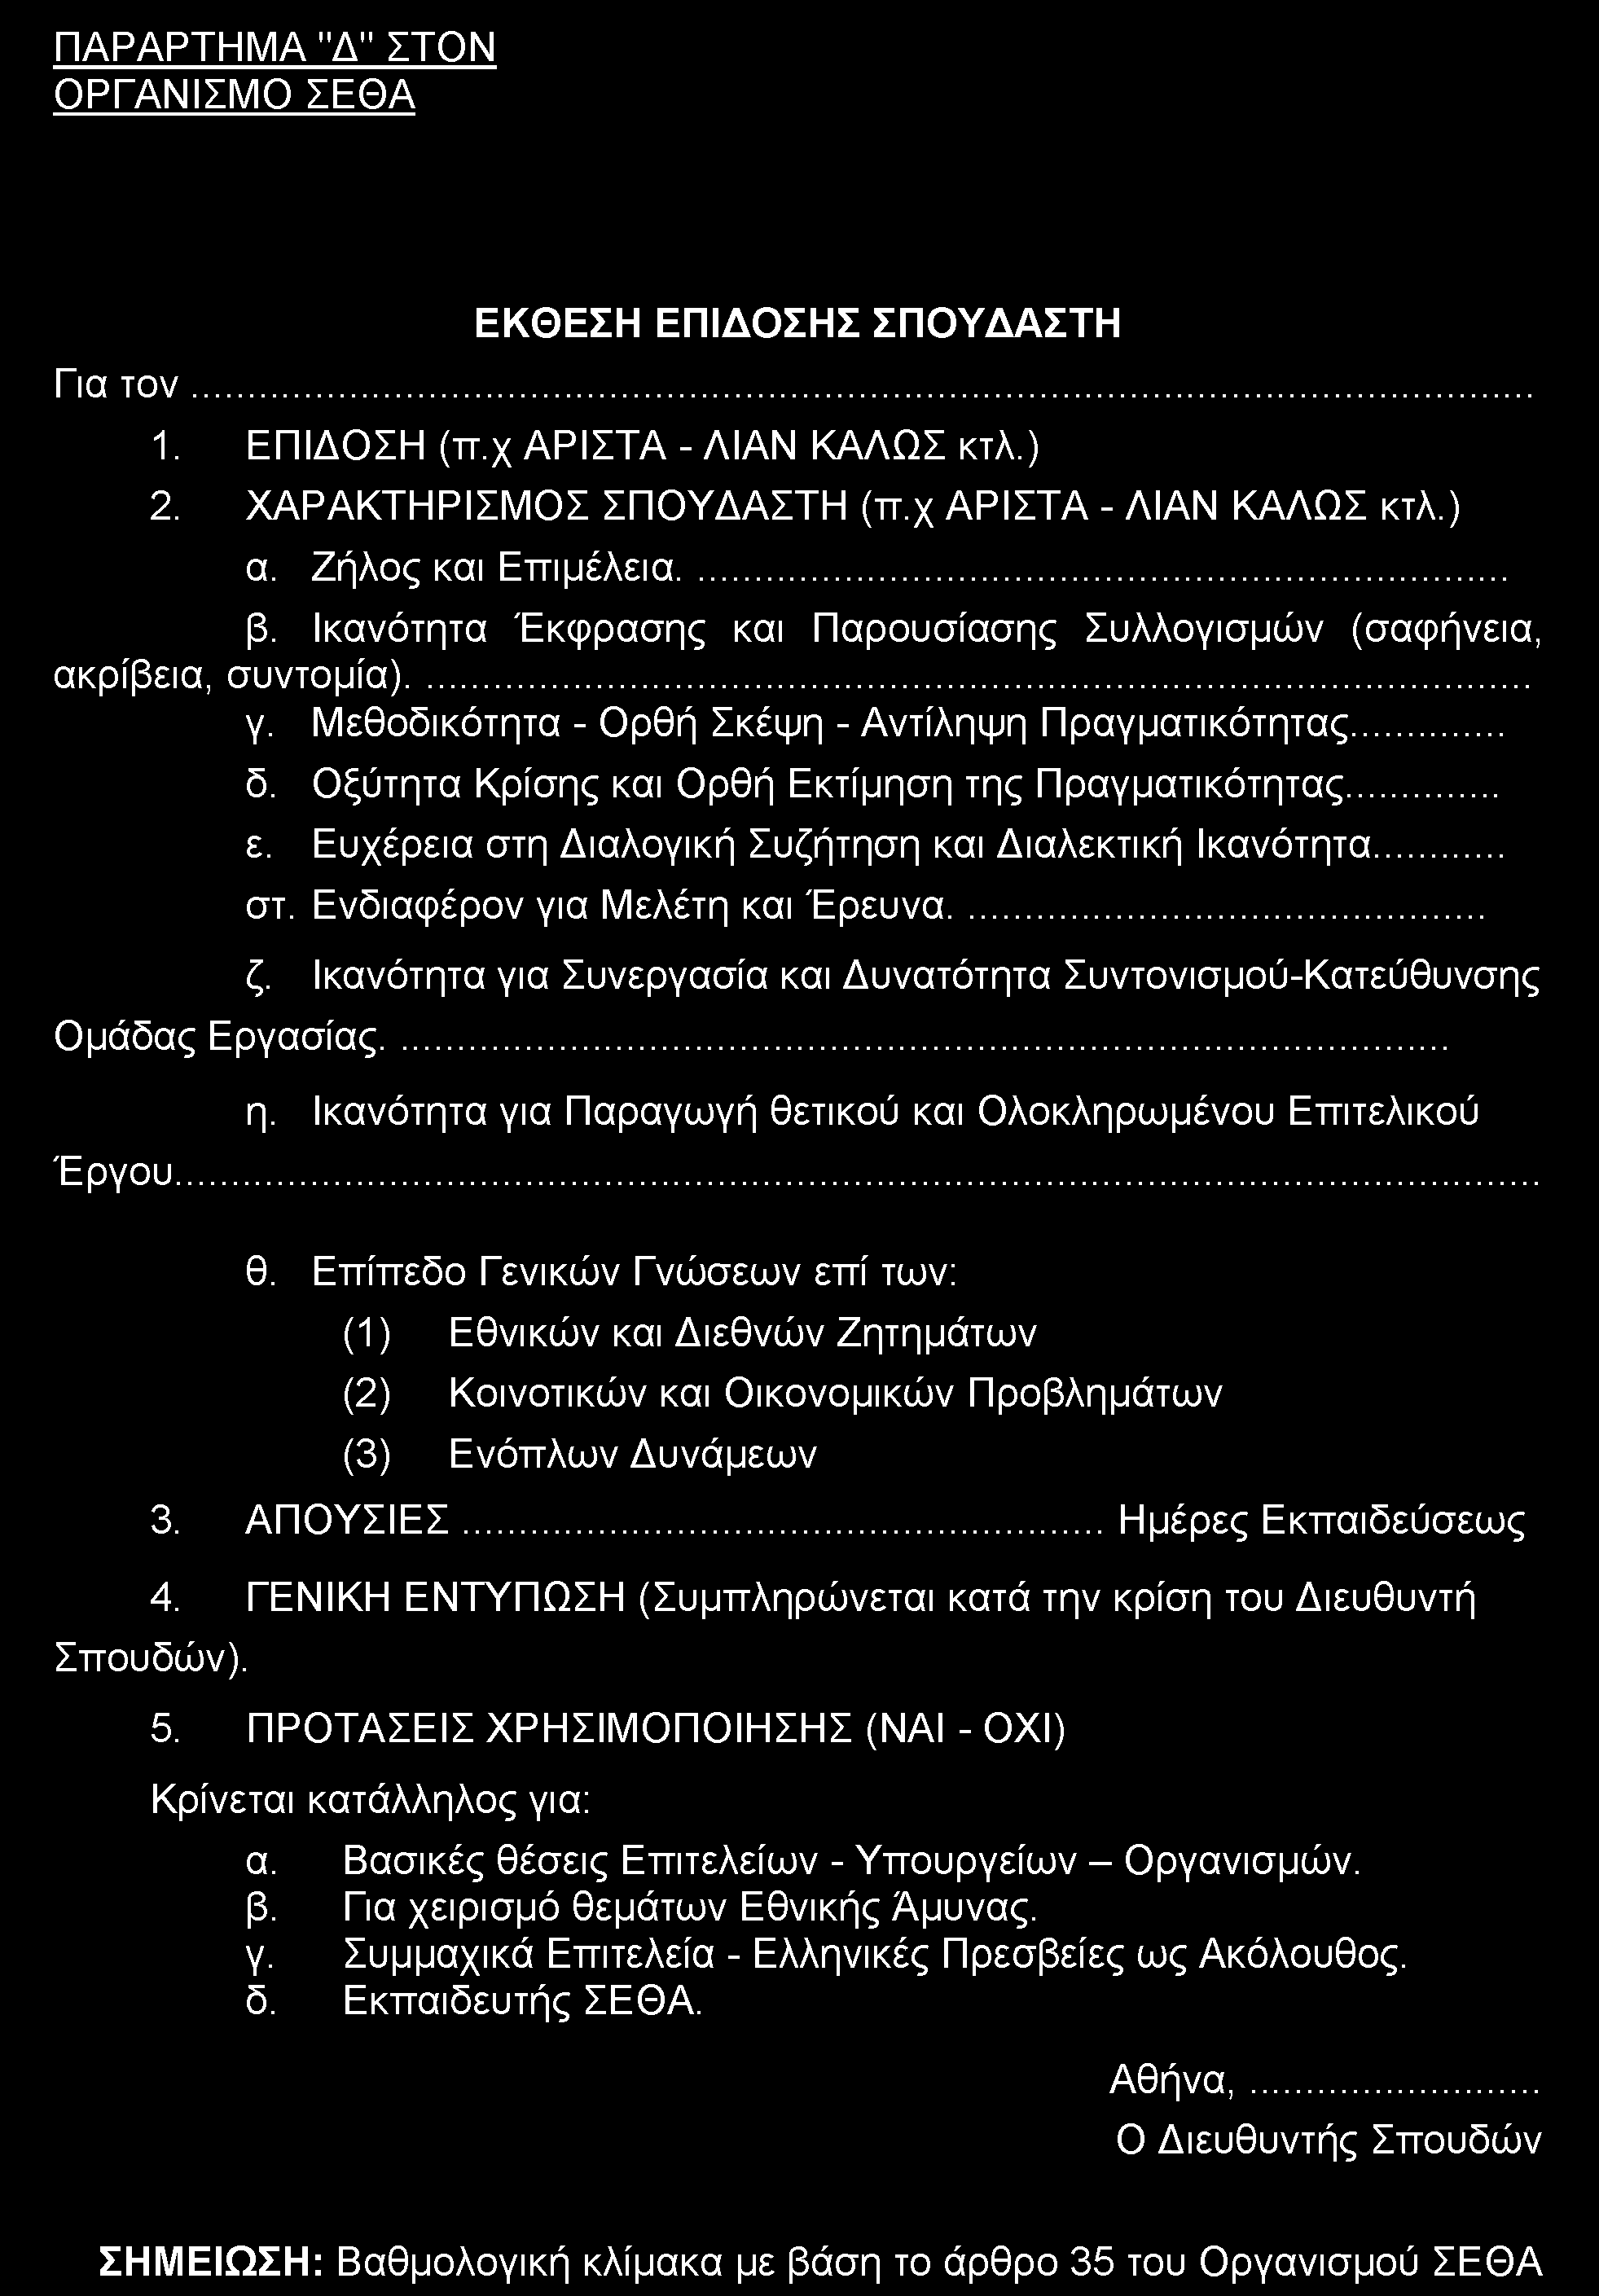 ΠΑΡΑΡΤΗΜΑ "Δ" ΣΤΟΝ
ΟΡΓΑΝΙΣΜΟ ΣΕΘΑ
ΕΚΘΕΣΗ ΕΠΙΔΟΣΗΣ ΣΠΟΥΔΑΣΤΗ
Για τον ........................................................................................................................
1. ΕΠΙΔΟΣΗ (π.χ ΑΡΙΣΤΑ - ΛΙΑΝ ΚΑΛΩΣ κτλ.)
2. ΧΑΡΑΚΤΗΡΙΣΜΟΣ ΣΠΟΥΔΑΣΤΗ (π.χ ΑΡΙΣΤΑ - ΛΙΑΝ ΚΑΛΩΣ κτλ.)
α. Ζήλος και Επιμέλεια. ........................................................................
β. Ικανότητα Έκφρασης και Παρουσίασης Συλλογισμών (σαφήνεια,
ακρίβεια, συντομία). ..................................................................................................
γ. Μεθοδικότητα - Ορθή Σκέψη - Αντίληψη Πραγματικότητας..............
δ. Οξύτητα Κρίσης και Ορθή Εκτίμηση της Πραγματικότητας..............
ε. Ευχέρεια στη Διαλογική Συζήτηση και Διαλεκτική Ικανότητα............
στ. Ενδιαφέρον για Μελέτη και Έρευνα. ..............................................
ζ. Ικανότητα για Συνεργασία και Δυνατότητα Συντονισμού-Κατεύθυνσης
Ομάδας Εργασίας. .............................................................................................
η. Ικανότητα για Παραγωγή θετικού και Ολοκληρωμένου Επιτελικού
Έργου.........................................................................................................................
θ. Επίπεδο Γενικών Γνώσεων επί των:
(1) Εθνικών και Διεθνών Ζητημάτων
(2) Κοινοτικών και Οικονομικών Προβλημάτων
(3) Ενόπλων Δυνάμεων
3. ΑΠΟΥΣΙΕΣ ......................................................... Ημέρες Εκπαιδεύσεως
4. ΓΕΝΙΚΗ ΕΝΤΥΠΩΣΗ (Συμπληρώνεται κατά την κρίση του Διευθυντή
Σπουδών).
5. ΠΡΟΤΑΣΕΙΣ ΧΡΗΣΙΜΟΠΟΙΗΣΗΣ (ΝΑΙ - ΟΧΙ)
Κρίνεται κατάλληλος για:
α. Βασικές θέσεις Επιτελείων - Υπουργείων – Οργανισμών.
β. Για χειρισμό θεμάτων Εθνικής Άμυνας.
γ. Συμμαχικά Επιτελεία - Ελληνικές Πρεσβείες ως Ακόλουθος.
δ. Εκπαιδευτής ΣΕΘΑ.
Αθήνα, ..........................
Ο Διευθυντής Σπουδών
ΣΗΜΕΙΩΣΗ: Βαθμολογική κλίμακα με βάση το άρθρο 35 του Οργανισμού ΣΕΘΑ